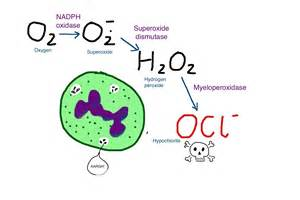 NADPH
oxidase
Superoxide
dismutase
O2
O2-
Oxygen
Superoxide
H2O2
Hydrogen
peroxide
Myeloperoxidase
OCl-
Hypochlorite